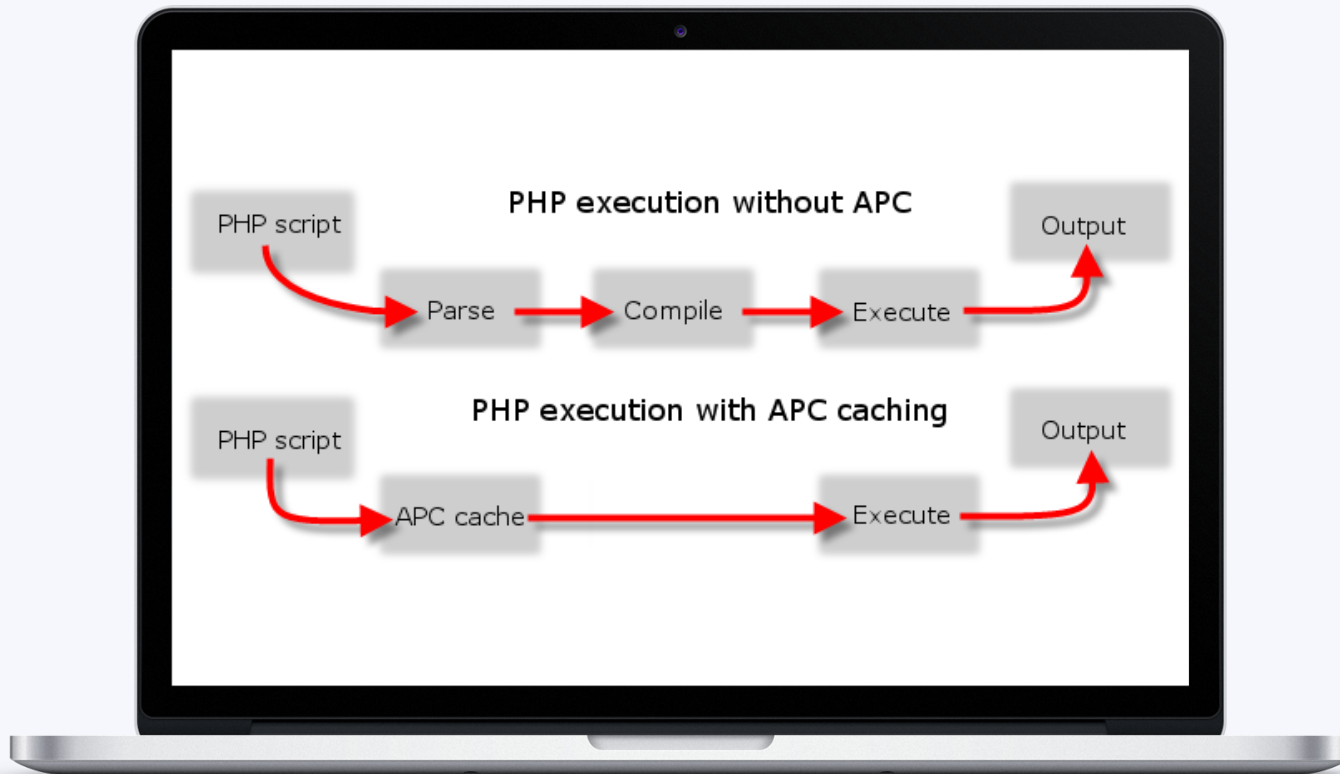 PHP execution without APC
PHP script
Output
Parse
Compile
Execute
PHP execution with APC caching
PHP script
Output
APC cache
Execute